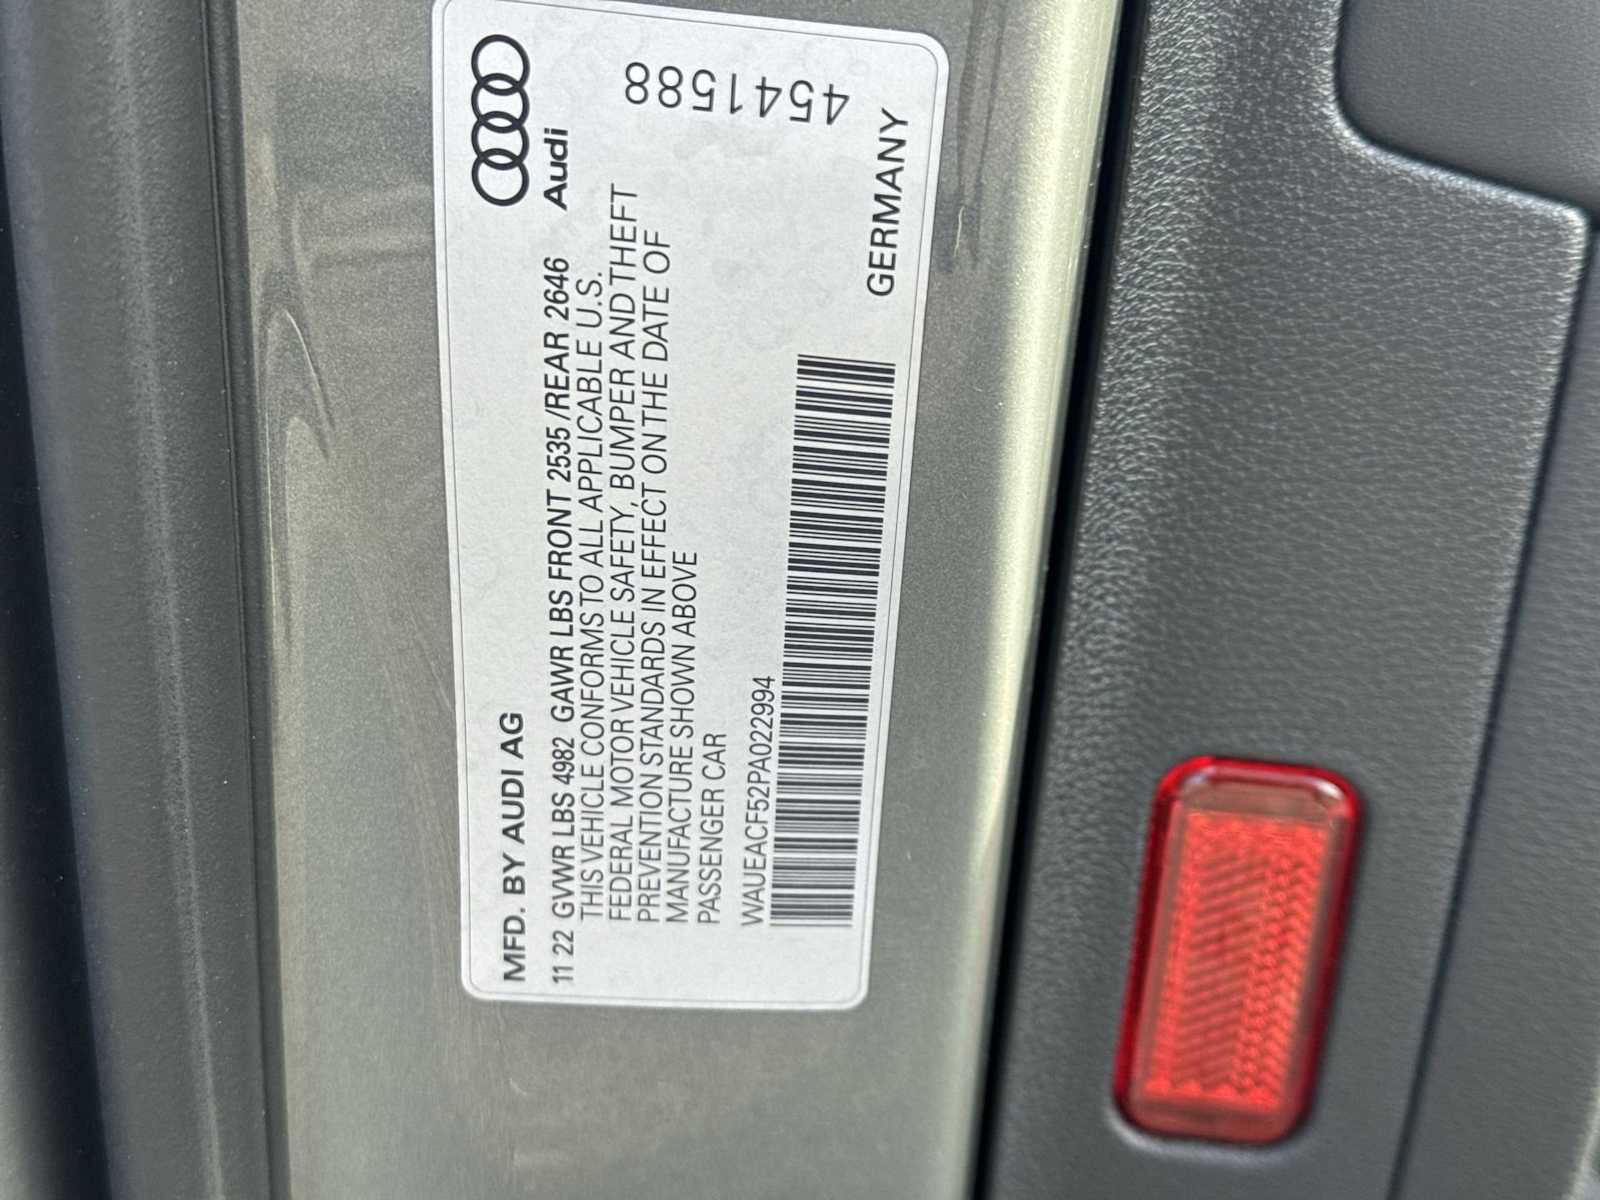 MFD. BY AUDI AG
Audi
11 22 GVWR LBS 4982 GAWR LBS FRONT 2535 /REAR 2646
THIS VEHICLE CONFORMS TO ALL APPLICABLE U.S.
FEDERAL MOTOR VEHICLE SAFETY, BUMPER AND THEFT
PREVENTION STANDARDS IN EFFECT ON THE DATE OF
MANUFACTURE SHOWN ABOVE
PASSENGER CAR
WAUEACF52PA022994
GERMANY
4541588